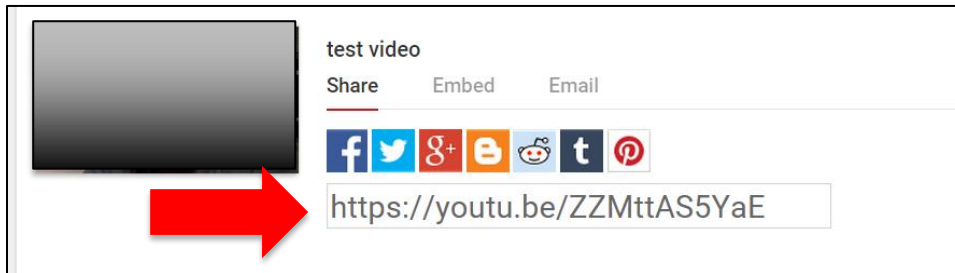 test video
Share Embed Email
f g+ B t p
https://youtu.be/ZZMttAS5YaE